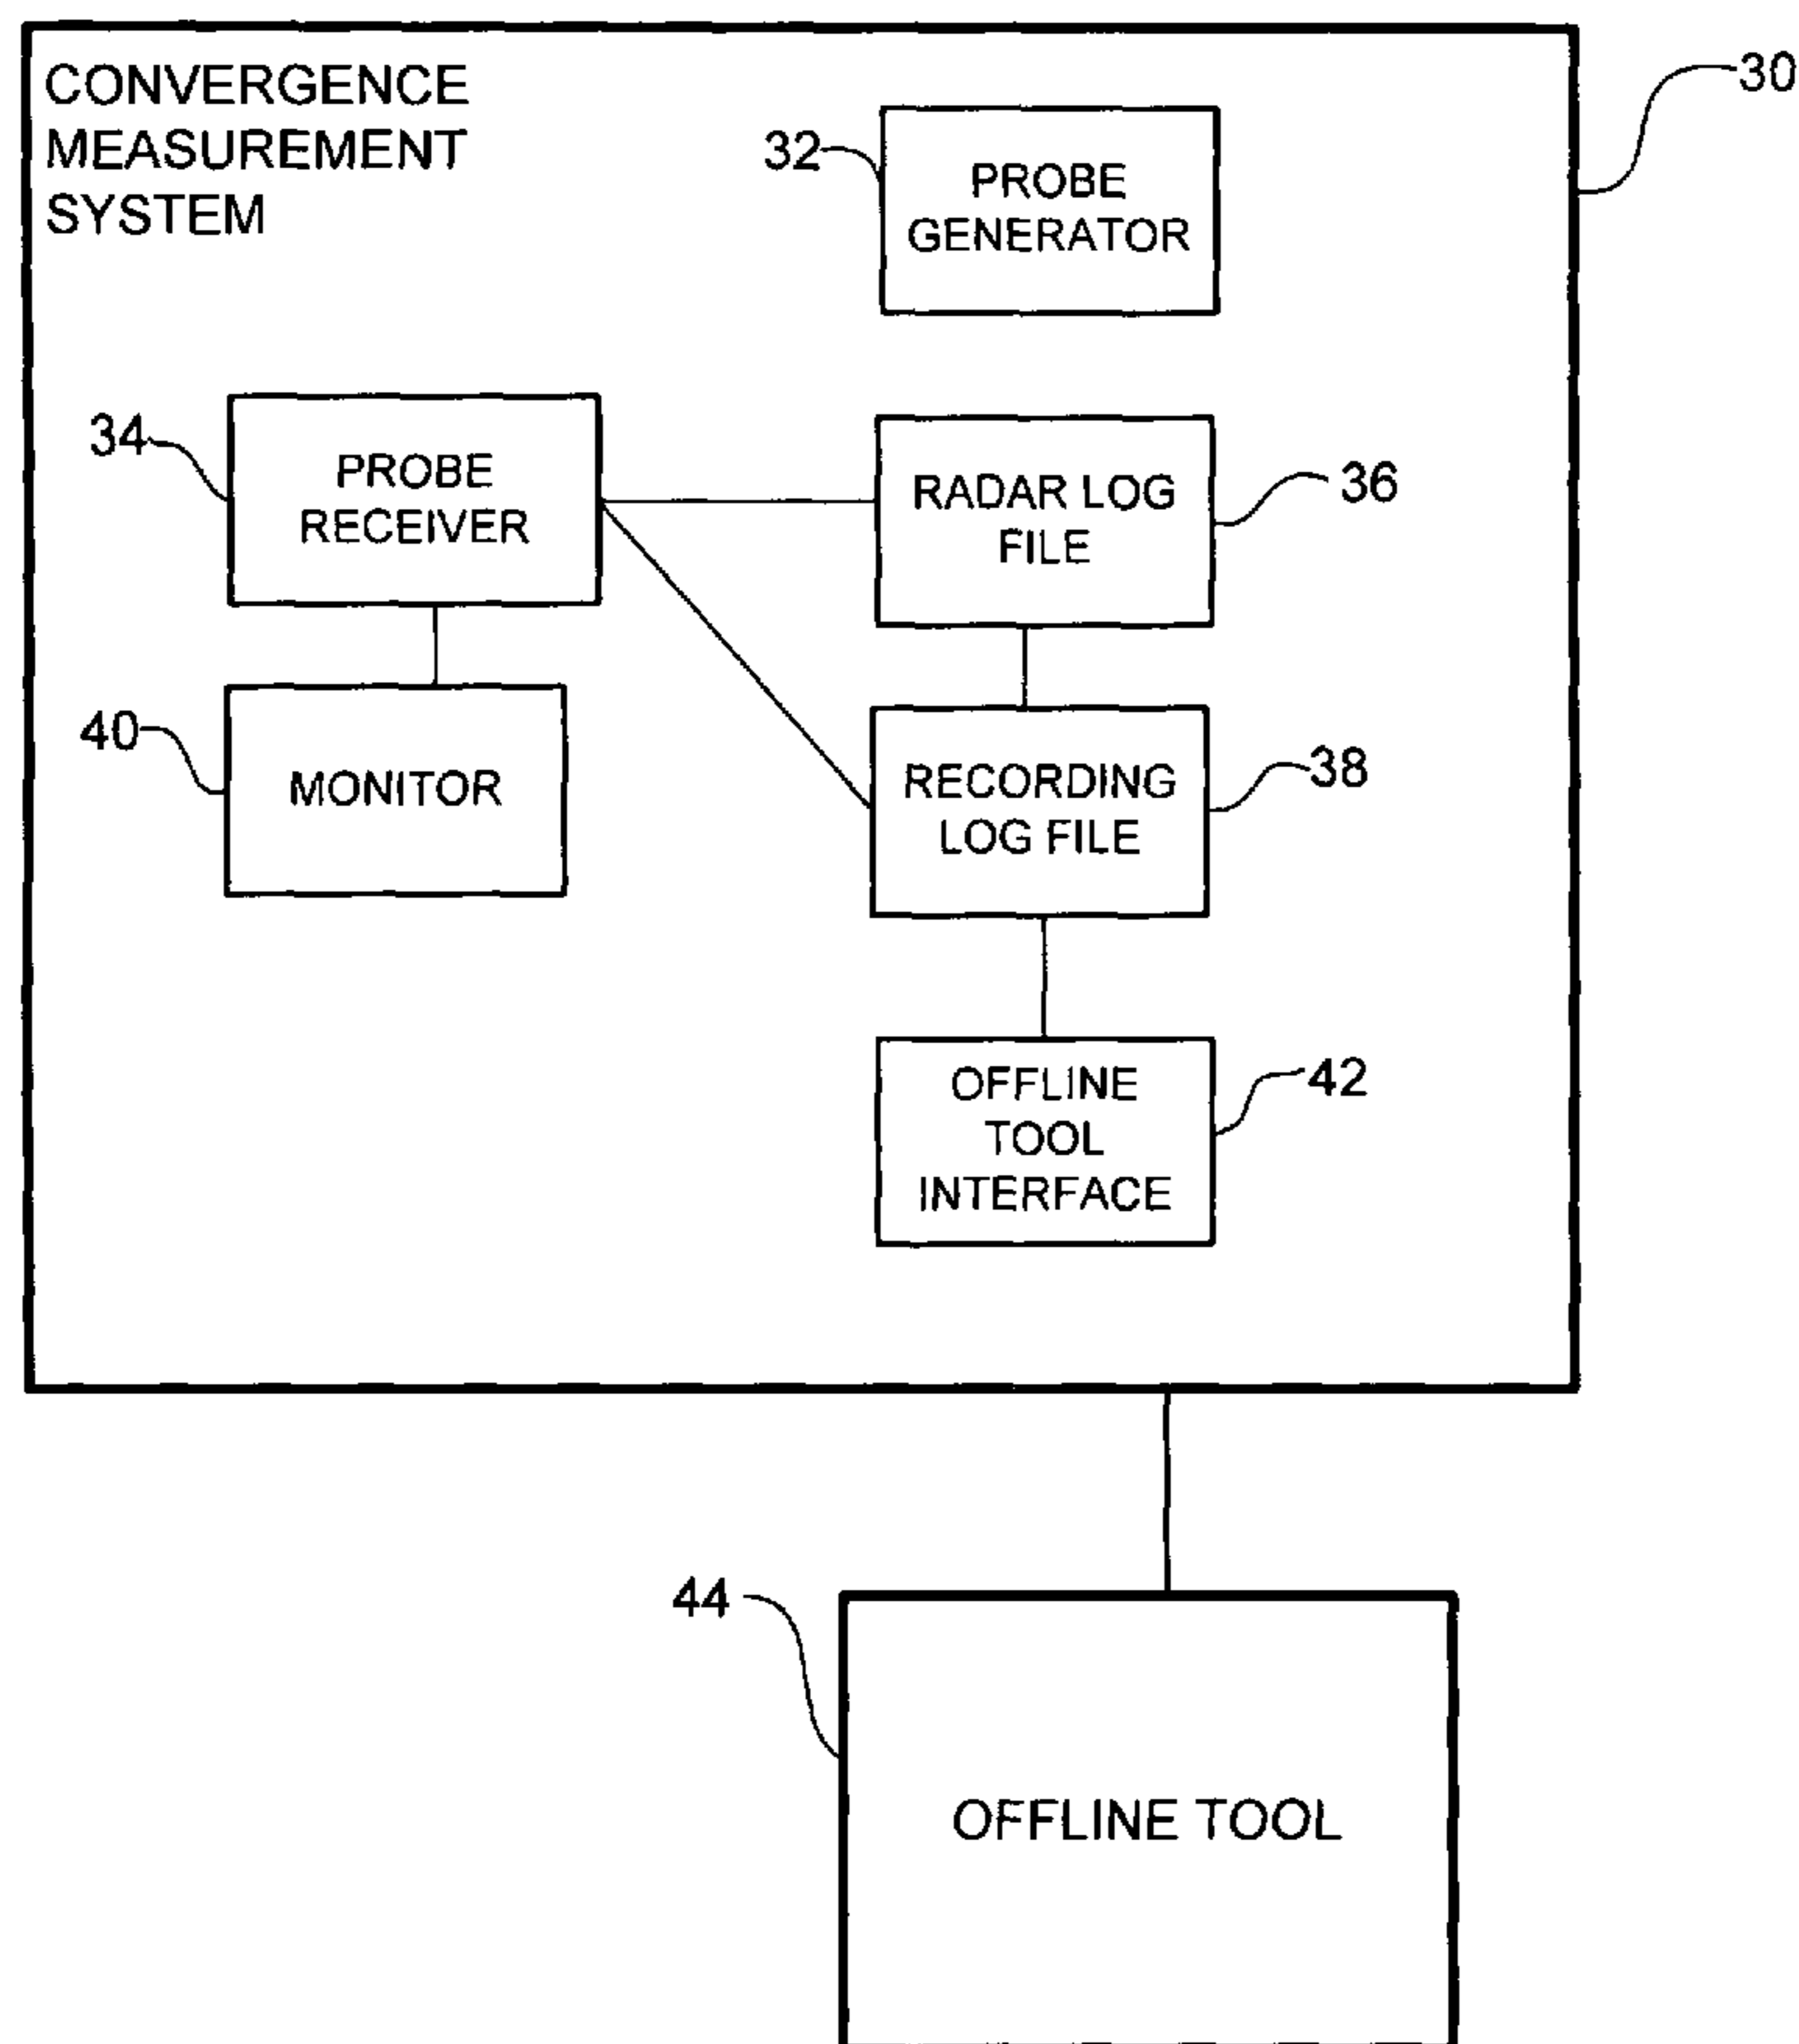 CONVERGENCE
MEASUREMENT
SYSTEM
30
32
PROBE
GENERATOR
34
PROBE
RECEIVER
RADAR LOG
FILE
36
40
MONITOR
RECORDING
LOG FILE
38
OFFLINE
TOOL
INTERFACE
42
44
OFFLINE TOOL